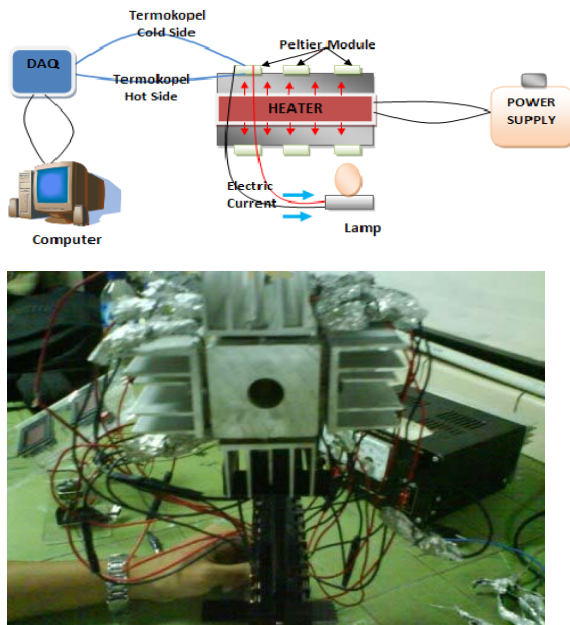 Termokopel
Cold Side
Peltier Module
DAQ
Termokopel
Hot Side
HEATER
POWER
SUPPLY
Electric
Current
Lamp
Computer